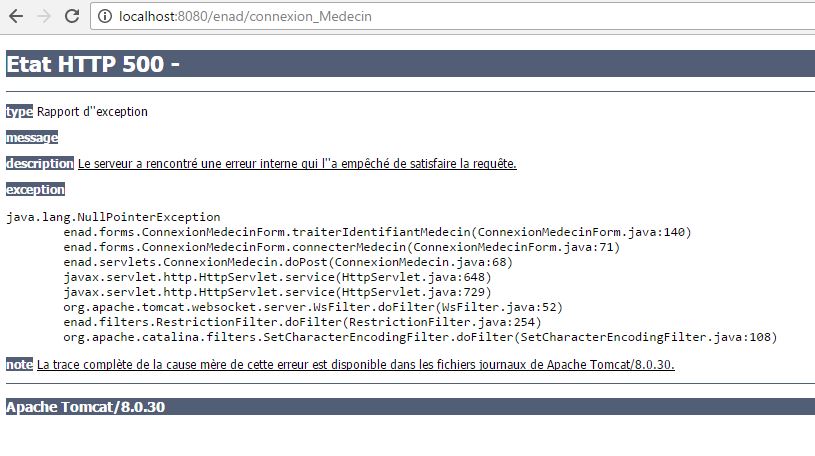 localhost:8080/enad/connexion_Medecin
Etat HTTP 500 -
type Rapport d''exception
message
description Le serveur a rencontré une erreur interne qui l''a empêché de satisfaire la requête.
exception
java.lang.NullPointerException
enad.forms.ConnexionMedecinForm.traiterIdentifiantMedecin(ConnexionMedecinForm.java:140)
enad.forms.ConnexionMedecinForm.connecterMedecin(ConnexionMedecinForm.java:71)
enad.servlets.ConnexionMedecin.doPost(ConnexionMedecin.java:68)
javax.servlet.http.HttpServlet.service(HttpServlet.java:648)
javax.servlet.http.HttpServlet.service(HttpServlet.java:729)
org.apache.tomcat.websocket.server.WsFilter.doFilter(WsFilter.java:52)
enad.filters.RestrictionFilter.doFilter(RestrictionFilter.java:254)
org.apache.catalina.filters.SetCharacterEncodingFilter.doFilter(SetCharacterEncodingFilter.java:108)
note La trace complète de la cause mère de cette erreur est disponible dans les fichiers journaux de Apache Tomcat/8.0.30.
Apache Tomcat/8.0.30